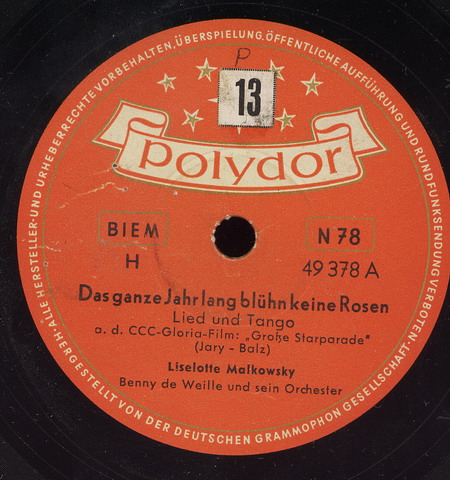 ALLE HERSTELLER- UND URHEBERRECHTE VORBEHALTEN, ÜBERSPIELUNG, ÖFFENTLICHE AUFFÜHRUNG UND RUNDFUNKSENDUNG VERBOTEN.
P
13
polydor
BIEM
N 78
H
49 378 A
Das ganze Jahr lang blühn keine Rosen
Lied und Tango
a. d. CCC-Gloria-Film: „Große Starparade"
(Jary - Balz)
Liselotte Malkowsky
Benny de Weille und sein Orchester
HERGESTELLT VON DER DEUTSCHEN GRAMMOPHON GESELLSCHAFT